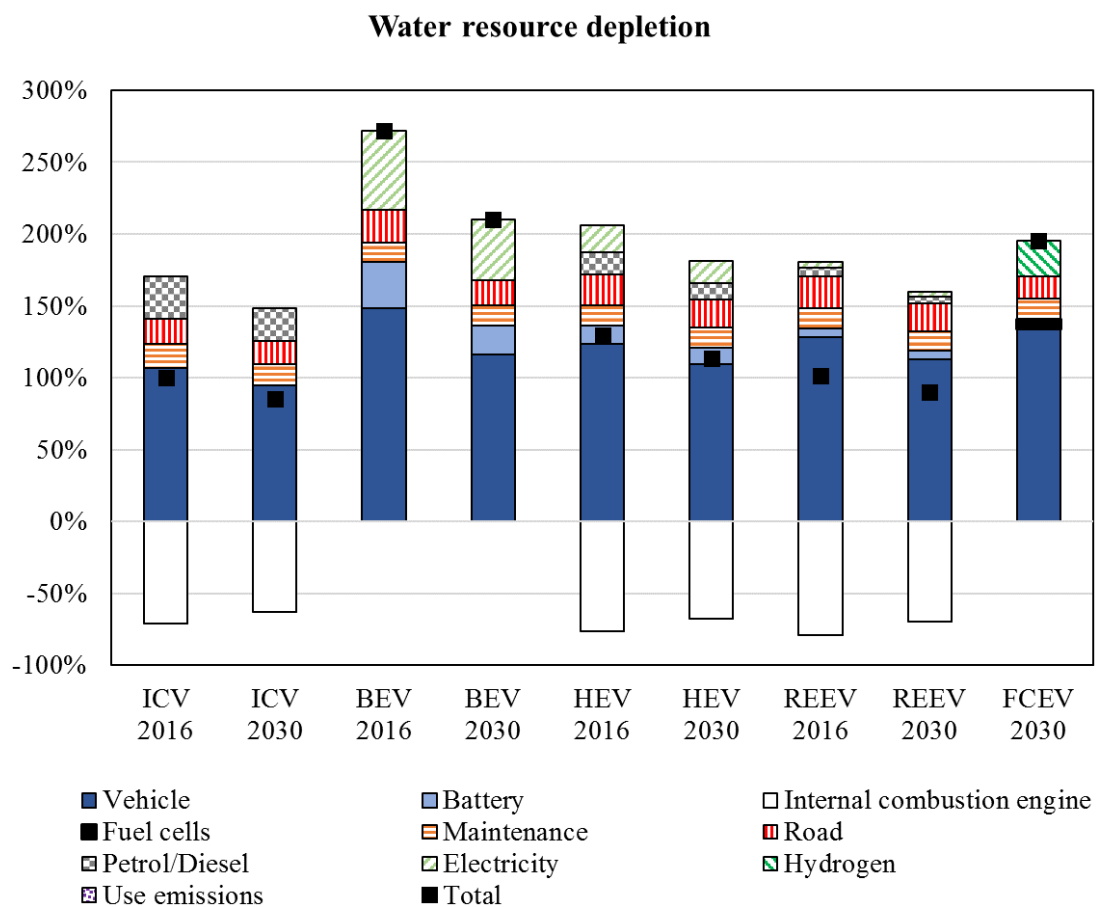 Water resource depletion
300%
250%
200%
150%
100%
50%
0%
-50%
-100%
ICV 2016
ICV 2030
BEV 2016
BEV 2030
HEV 2016
HEV 2030
REEV 2016
REEV 2030
FCEV 2030
Vehicle
Battery
Internal combustion engine
Fuel cells
Maintenance
Road
Petrol/Diesel
Electricity
Hydrogen
Use emissions
Total